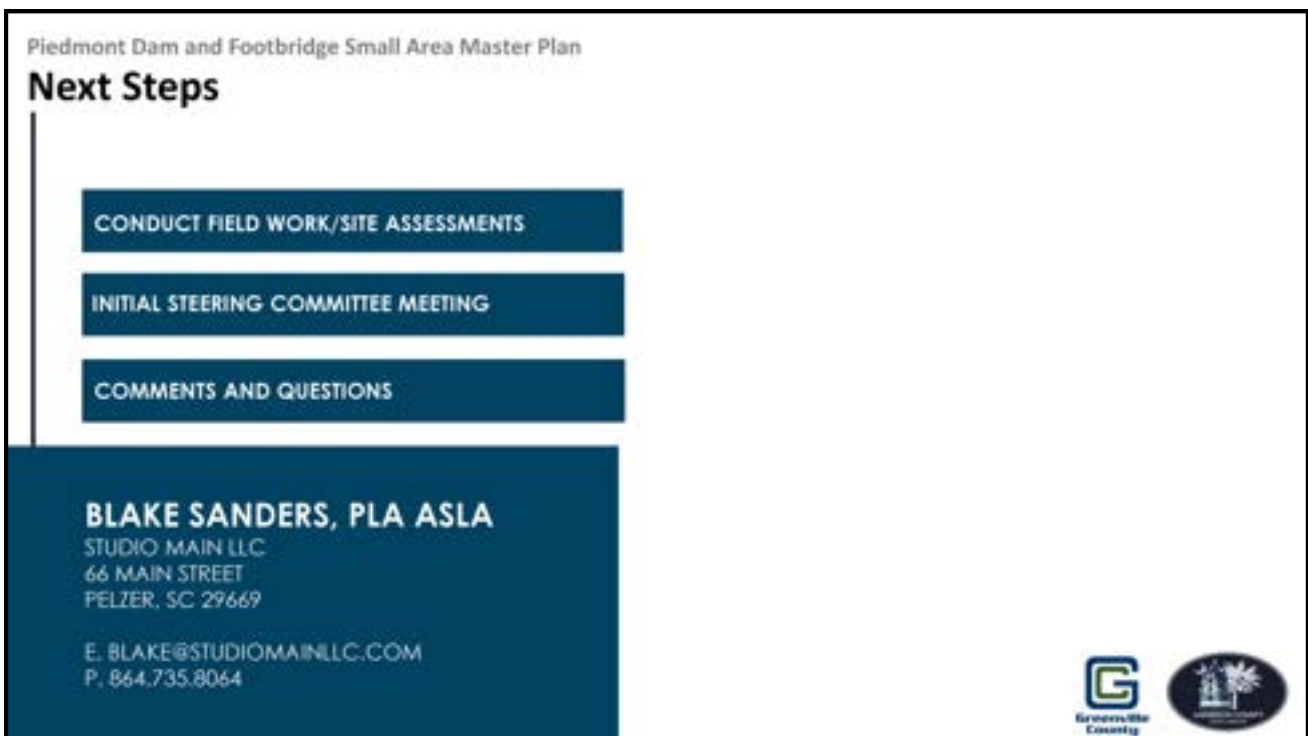 Piedmont Dam and Footbridge Small Area Master Plan
Next Steps
CONDUCT FIELD WORK/SITE ASSESSMENTS
INITIAL STEERING COMMITTEE MEETING
COMMENTS AND QUESTIONS
BLAKE SANDERS, PLA ASLA
STUDIO MAIN LLC
66 MAIN STREET
PELZER, SC 29669
E. BLAKE@STUDIOMAINLLC.COM
P. 864.735.8064
G
Greenville
County